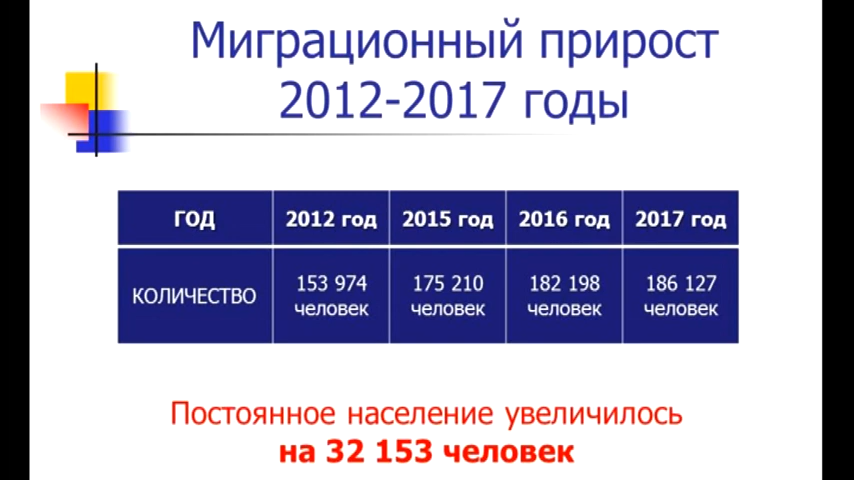 Миграционный прирост
2012-2017 годы
ГОД 2012 год 2015 год 2016 год 2017 год
КОЛИЧЕСТВО 153 974 человек 175 210 человек 182 198 человек 186 127 человек
Постоянное население увеличилось
на 32 153 человек